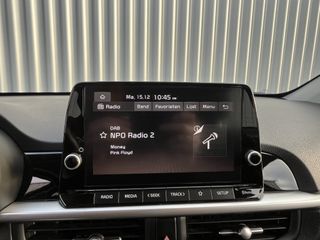 Ma. 15.12 10:45 AM
Radio Band Favorieten List Menu
DAB
NPO Radio 2
Money
Pink Floyd
RADIO MEDIA < SEEK TRACK > SETUP